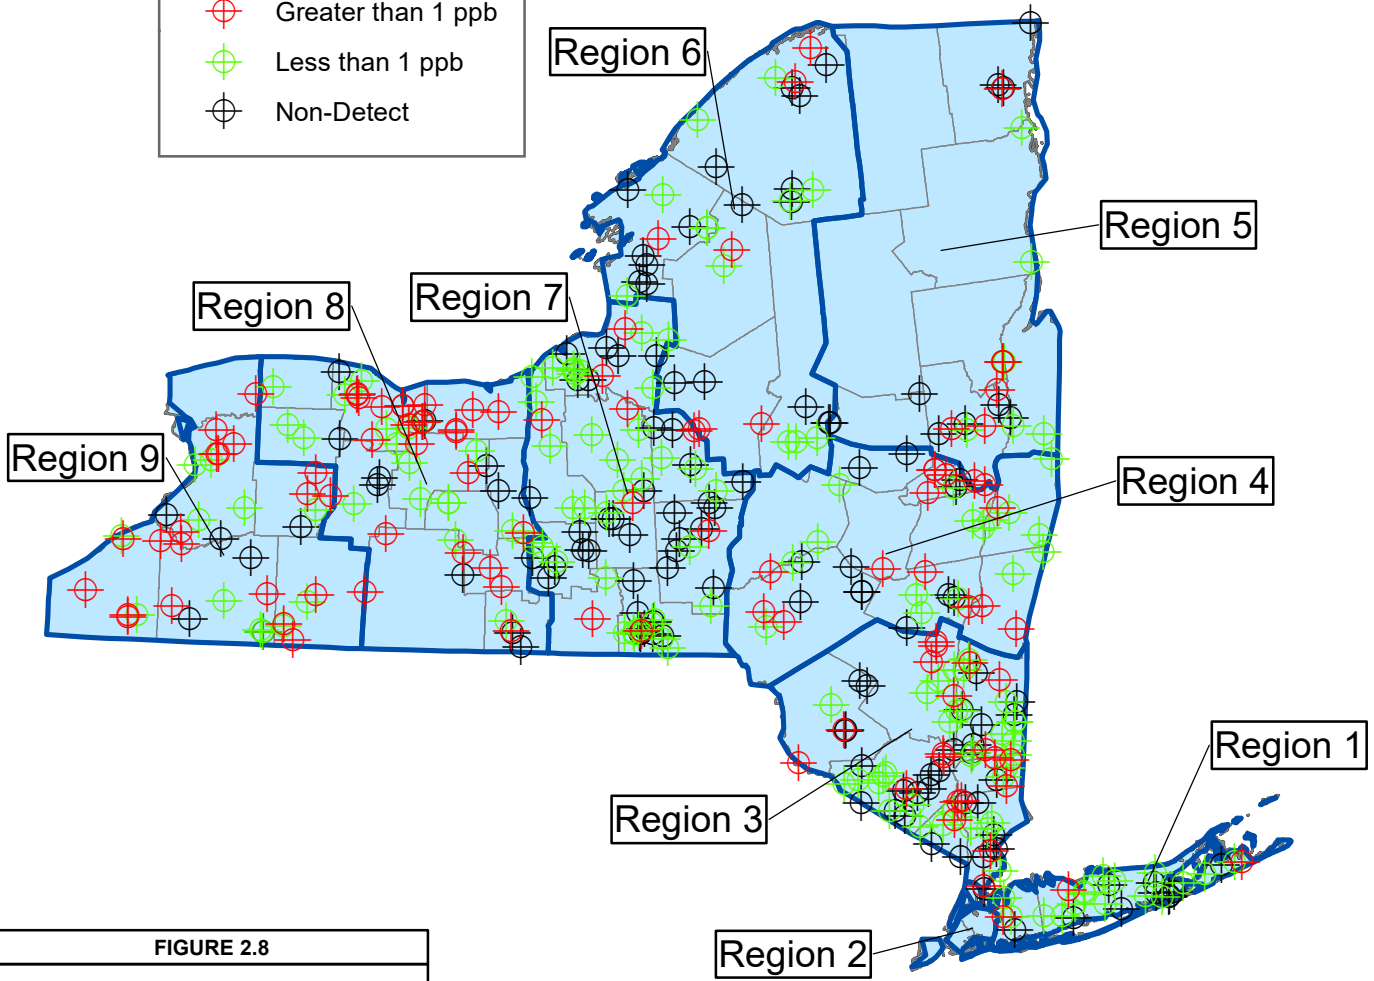 Greater than 1 ppb
Less than 1 ppb
Non-Detect
Region 6
Region 5
Region 7
Region 8
Region 9
Region 4
Region 1
Region 3
Region 2
FIGURE 2.8